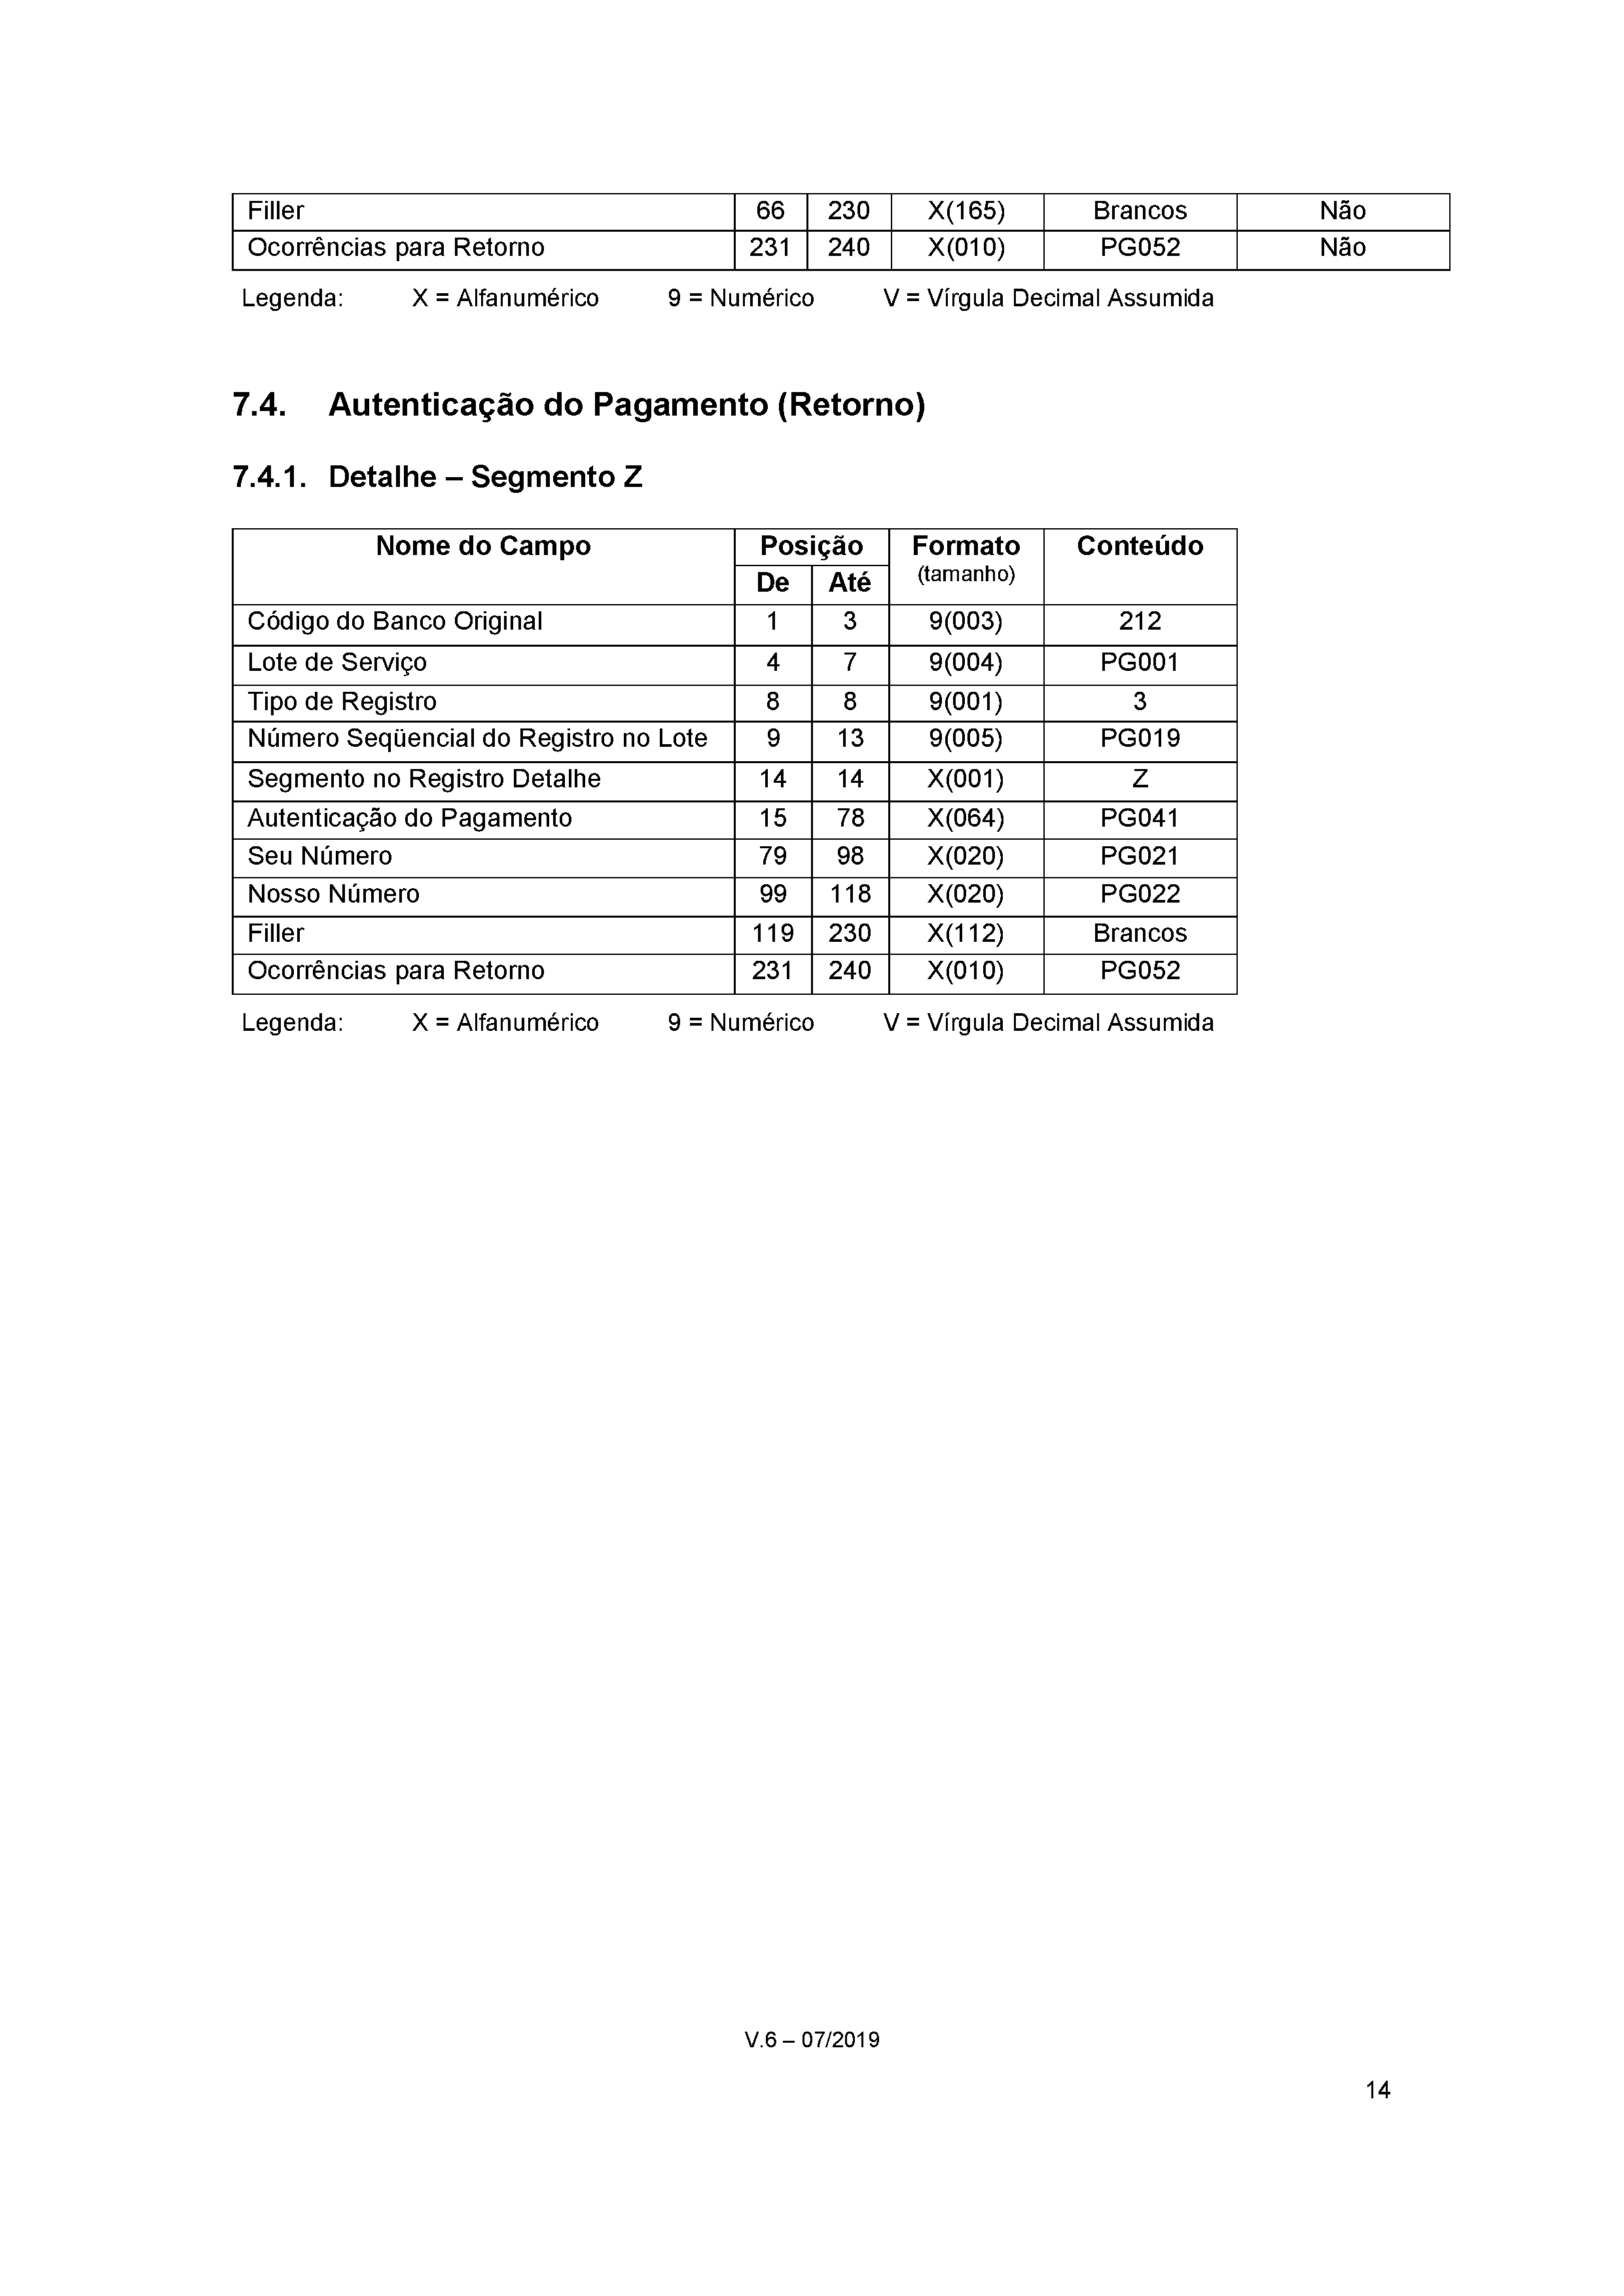 Filler 66 230 X(165) Brancos Não
Ocorrências para Retorno 231 240 X(010) PG052 Não
Legenda: X = Alfanumérico 9 = Numérico V = Vírgula Decimal Assumida
7.4. Autenticação do Pagamento (Retorno)
7.4.1. Detalhe – Segmento Z
Nome do Campo Posição Formato Conteúdo
De Até (tamanho)
Código do Banco Original 1 3 9(003) 212
Lote de Serviço 4 7 9(004) PG001
Tipo de Registro 8 8 9(001) 3
Número Seqüencial do Registro no Lote 9 13 9(005) PG019
Segmento no Registro Detalhe 14 14 X(001) Z
Autenticação do Pagamento 15 78 X(064) PG041
Seu Número 79 98 X(020) PG021
Nosso Número 99 118 X(020) PG022
Filler 119 230 X(112) Brancos
Ocorrências para Retorno 231 240 X(010) PG052
Legenda: X = Alfanumérico 9 = Numérico V = Vírgula Decimal Assumida
V.6 – 07/2019
14